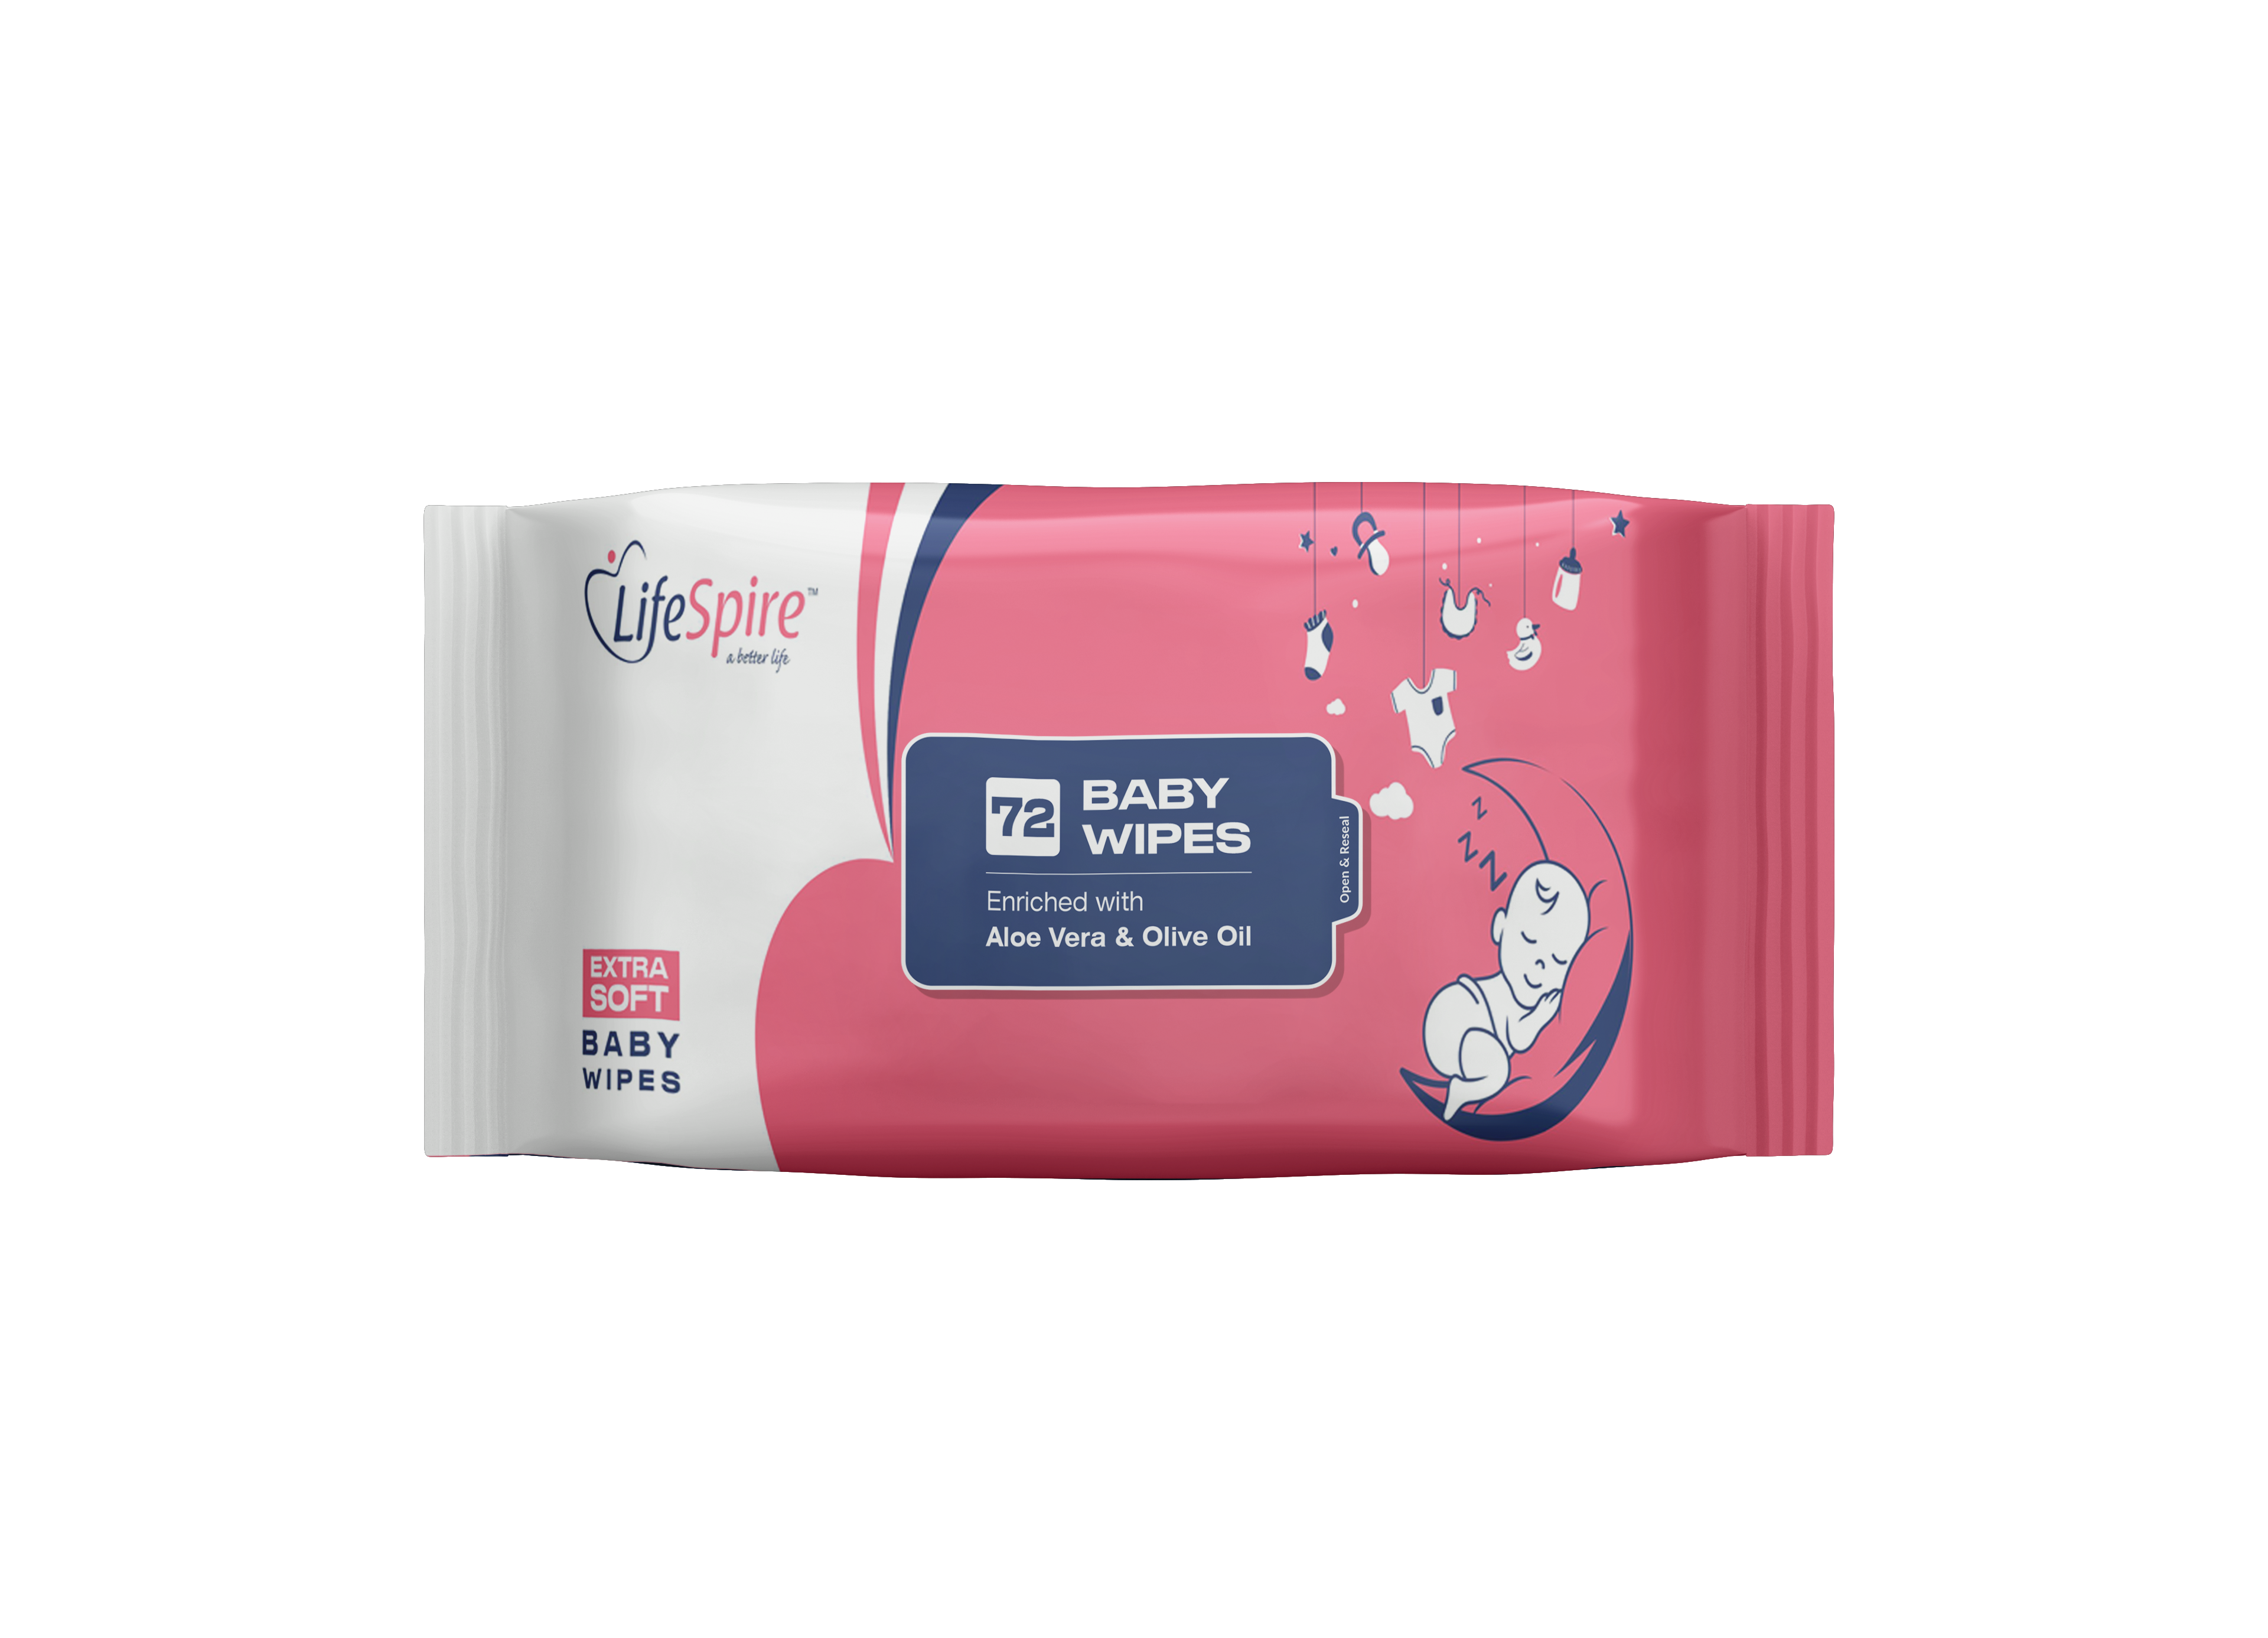 LifeSpire™
a better life
EXTRA
SOFT
BABY
WIPES
72
BABY
WIPES
Enriched with
Aloe Vera & Olive Oil
Open & Reseal
z
z
z